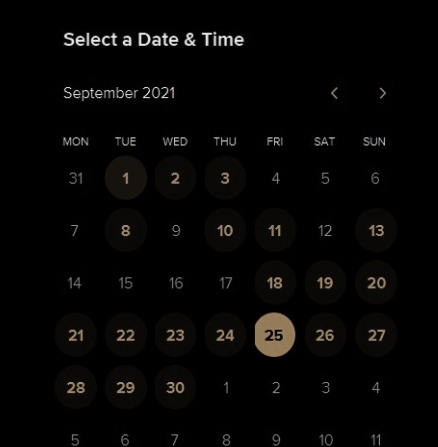 Select a Date & Time
September 2021
MON TUE WED THU FRI SAT SUN
31 1 2 3 4 5 6
7 8 9 10 11 12 13
14 15 16 17 18 19 20
21 22 23 24 25 26 27
28 29 30 1 2 3 4
5 6 7 8 9 10 11